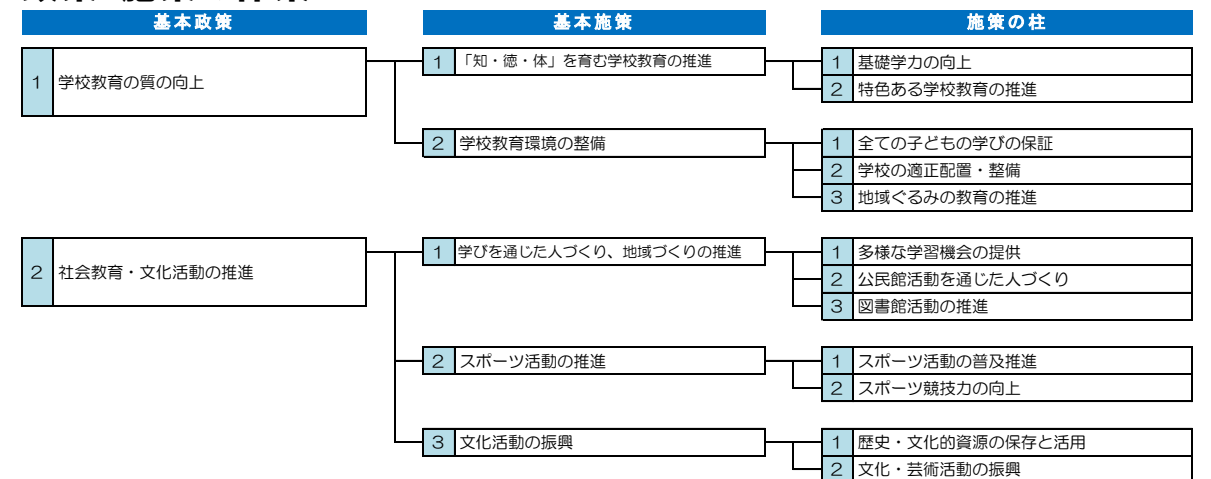 基本政策 基本施策 施策の柱
1 学校教育の質の向上
1 「知・徳・体」を育む学校教育の推進
1 基礎学力の向上
2 特色ある学校教育の推進
2 学校教育環境の整備
1 全ての子どもの学びの保証
2 学校の適正配置・整備
3 地域ぐるみの教育の推進
2 社会教育・文化活動の推進
1 学びを通じた人づくり、地域づくりの推進
1 多様な学習機会の提供
2 公民館活動を通じた人づくり
3 図書館活動の推進
2 スポーツ活動の推進
1 スポーツ活動の普及推進
2 スポーツ競技力の向上
3 文化活動の振興
1 歴史・文化的資源の保存と活用
2 文化・芸術活動の振興